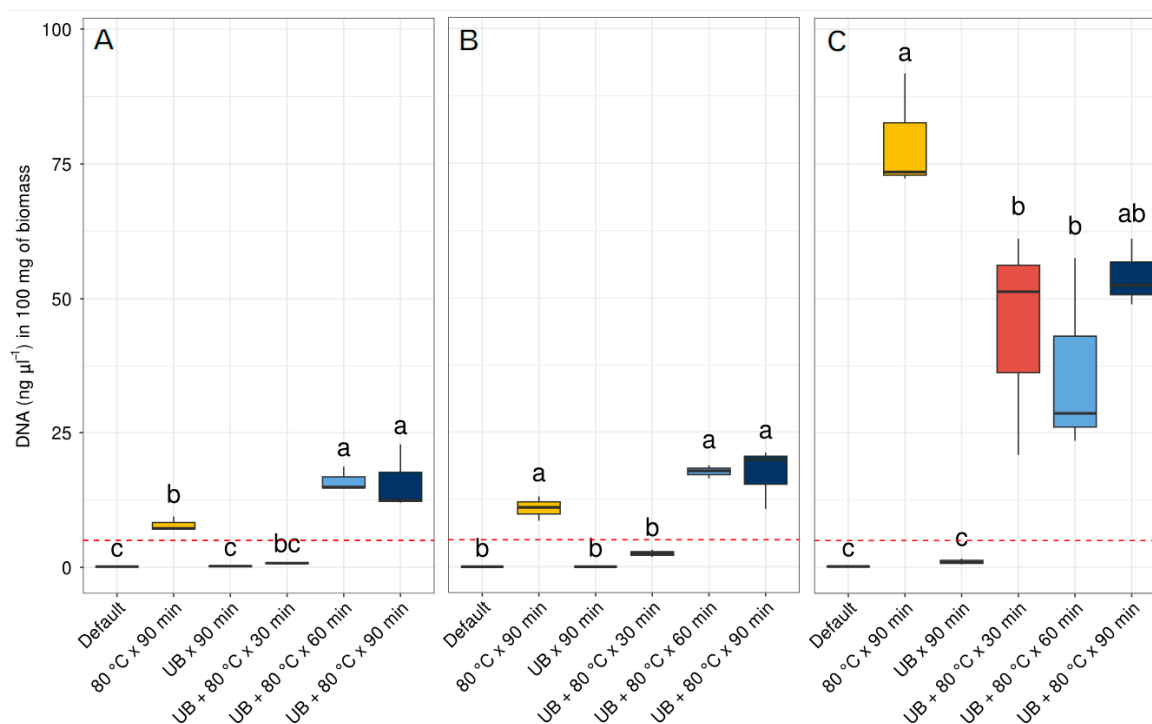 A
B
C
DNA (ng µl⁻¹) in 100 mg of biomass
100
75
50
25
0
c
b
c
bc
a
a
b
a
b
b
a
a
c
a
c
b
b
ab
Default
80 °C x 90 min
UB x 90 min
UB + 80 °C x 30 min
UB + 80 °C x 60 min
UB + 80 °C x 90 min
Default
80 °C x 90 min
UB x 90 min
UB + 80 °C x 30 min
UB + 80 °C x 60 min
UB + 80 °C x 90 min
Default
80 °C x 90 min
UB x 90 min
UB + 80 °C x 30 min
UB + 80 °C x 60 min
UB + 80 °C x 90 min